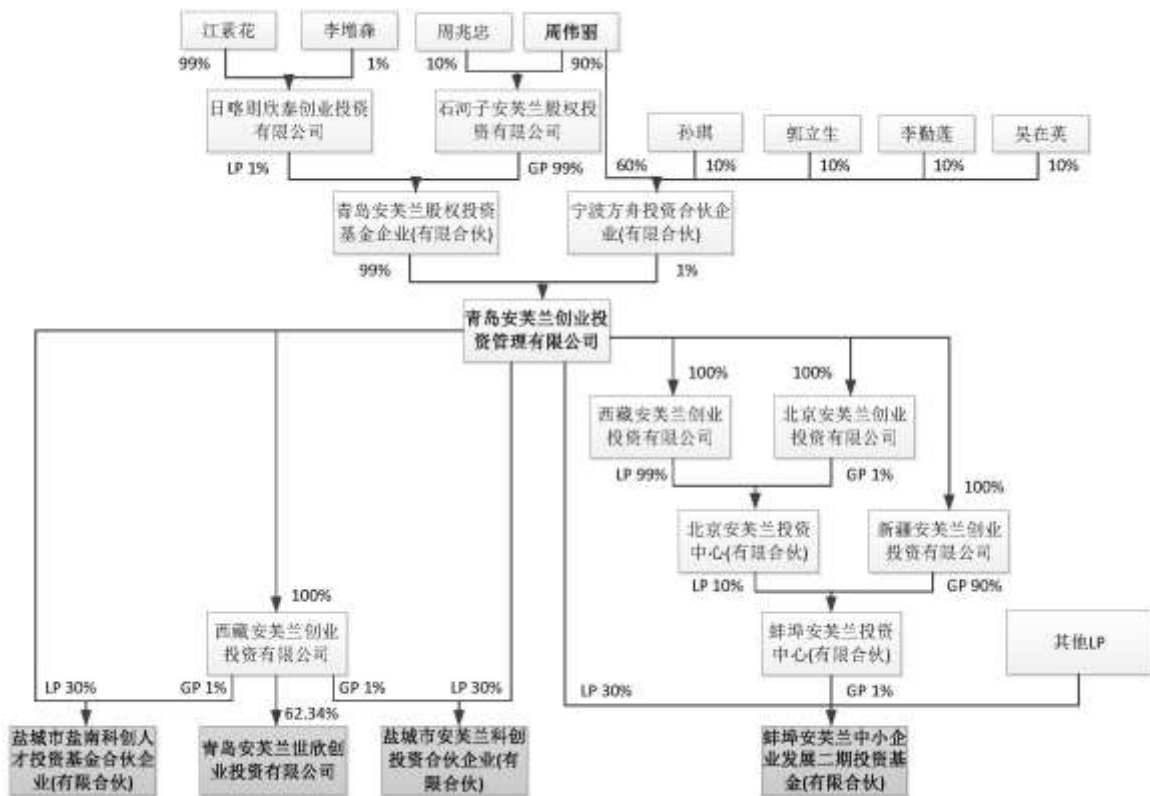 江素花
李增森
周兆忠
周伟丽
99%
1%
10%
90%
日喀则欣泰创业投资
有限公司
石河子安芙兰股权投
资有限公司
孙琪
郭立生
李勤莲
吴在英
LP 1%
GP 99%
60%
10%
10%
10%
10%
青岛安芙兰股权投资
基金企业(有限合伙)
宁波方舟投资合伙企
业(有限合伙)
99%
1%
青岛安芙兰创业投
资管理有限公司
100%
100%
西藏安芙兰创业
投资有限公司
北京安芙兰创业
投资有限公司
LP 99%
GP 1%
100%
北京安芙兰投资
中心(有限合伙)
新疆安芙兰创业
投资有限公司
LP 10%
GP 90%
100%
西藏安芙兰创业
投资有限公司
蚌埠安芙兰投资
中心(有限合伙)
其他LP
LP 30%
GP 1%
GP 1%
LP 30%
LP 30%
GP 1%
62.34%
盐城市盐南科创人
才投资基金合伙企
业(有限合伙)
青岛安芙兰世欣创
业投资有限公司
盐城市安芙兰科创
投资合伙企业(有
限合伙)
蚌埠安芙兰中小企
业发展二期投资基
金(有限合伙)